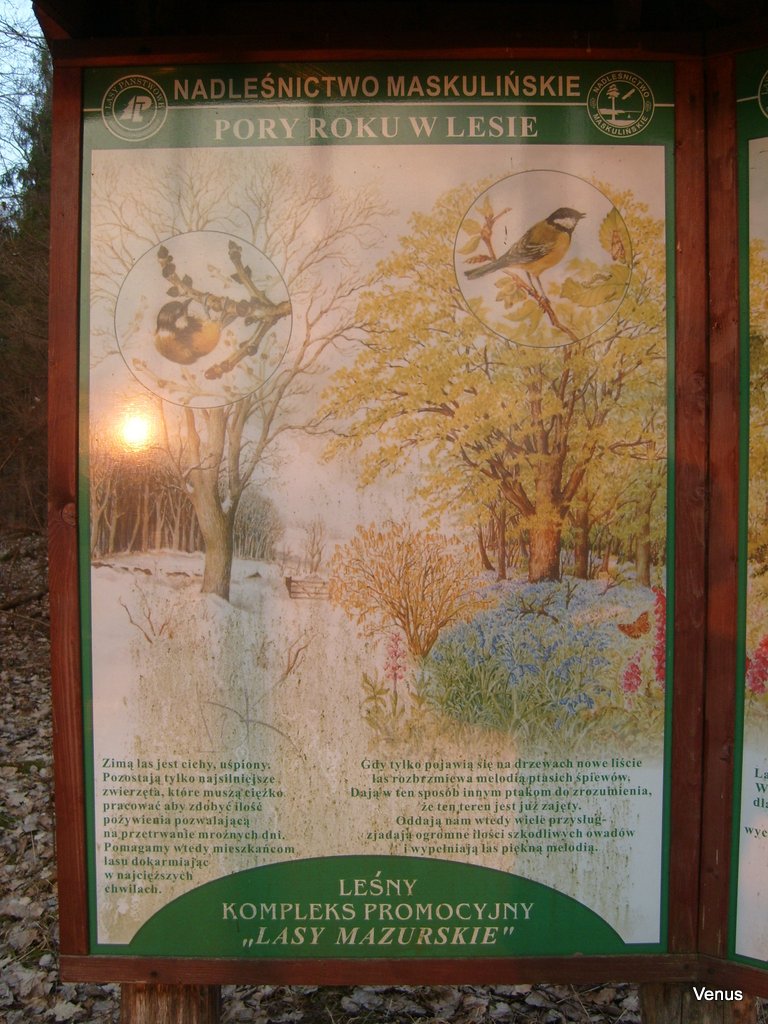 NADLEŚNICTWO MASKULIŃSKIE
LASY PAŃSTWOWE
NADLEŚNICTWO
MASKULIŃSKIE
PORY ROKU W LESIE
Zimą las jest cichy, uśpiony.
Pozostają tylko najsilniejsze
zwierzęta, które muszą ciężko
pracować aby zdobyć ilość
pożywienia pozwalającą
na przetrwanie mroźnych dni.
Pomagamy wtedy mieszkańcom
lasu dokarmiając
w najcięższych
chwilach.
Gdy tylko pojawią się na drzewach nowe liście
las rozbrzmiewa melodią ptasich śpiewów.
Dają w ten sposób innym ptakom do zrozumienia,
że ten teren jest już zajęty.
Oddają nam wtedy wiele przysług-
zjadają ogromne ilości szkodliwych owadów
i wypełniają las piękną melodią.
LEŚNY
KOMPLEKS PROMOCYJNY
„LASY MAZURSKIE"
Venus